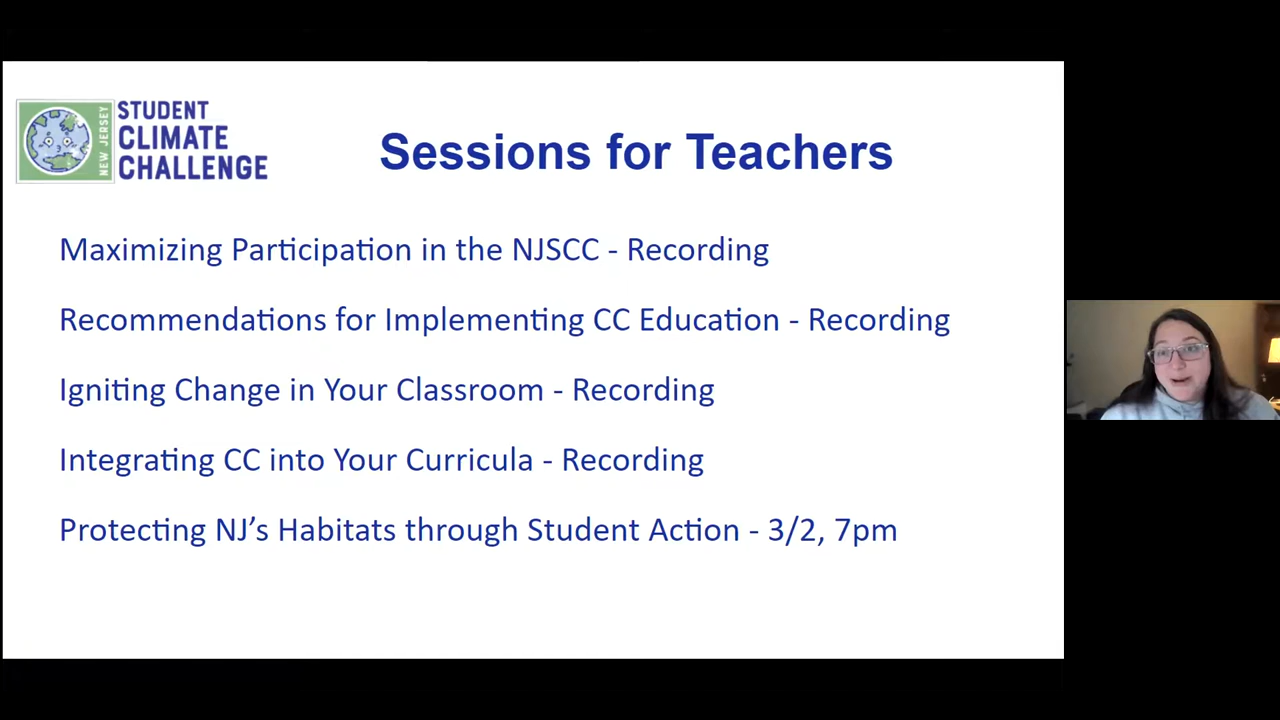 NEW JERSEY
STUDENT
CLIMATE
CHALLENGE
Sessions for Teachers
Maximizing Participation in the NJSCC - Recording
Recommendations for Implementing CC Education - Recording
Igniting Change in Your Classroom - Recording
Integrating CC into Your Curricula - Recording
Protecting NJ’s Habitats through Student Action - 3/2, 7pm